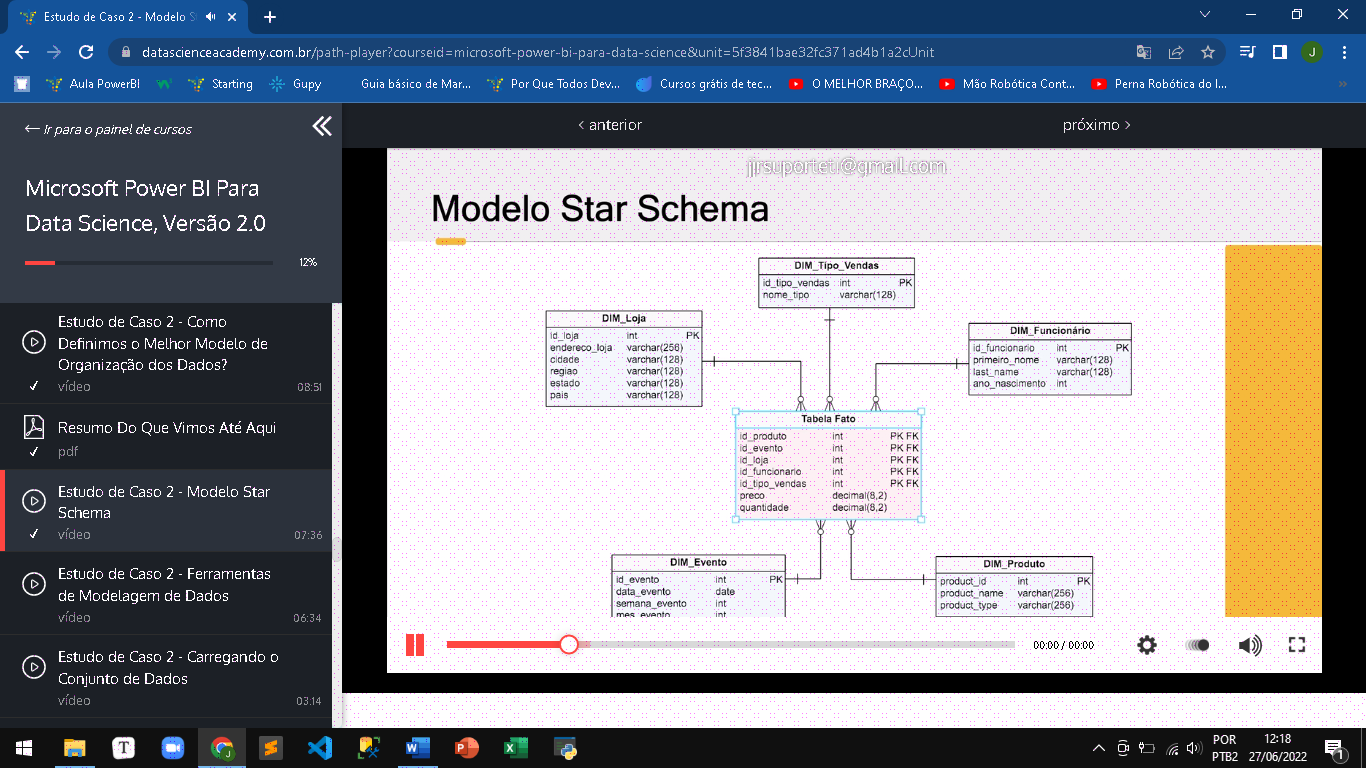 Estudo de Caso 2 - Modelo S
datascienceacademy.com.br/path-player?courseid=microsoft-power-bi-para-data-science&unit=5f3841bae32fc371ad4b1a2cUnit
J
Aula PowerBI
Starting
Gupy
Guia básico de Mar...
Por Que Todos Dev...
Cursos grátis de tec...
O MELHOR BRAÇO...
Mão Robótica Cont...
Perna Robótica do I...
»
← Ir para o painel de cursos
Microsoft Power BI Para
Data Science, Versão 2.0
12%
Estudo de Caso 2 - Como
Definimos o Melhor Modelo de
Organização dos Dados?
vídeo 08:51
Resumo Do Que Vimos Até Aqui
pdf
Estudo de Caso 2 - Modelo Star
Schema
vídeo 07:36
Estudo de Caso 2 - Ferramentas
de Modelagem de Dados
vídeo 06:34
Estudo de Caso 2 - Carregando o
Conjunto de Dados
vídeo 03:14
< anterior
próximo >
jjrsuporteti@gmail.com
Modelo Star Schema
DIM_Tipo_Vendas
id_tipo_vendas int PK
nome_tipo varchar(128)
DIM_Loja
id_loja int PK
endereco_loja varchar(256)
cidade varchar(128)
regiao varchar(128)
estado varchar(128)
pais varchar(128)
DIM_Funcionário
id_funcionario int PK
primeiro_nome varchar(128)
last_name varchar(128)
ano_nascimento int
Tabela Fato
id_produto int PK FK
id_evento int PK FK
id_loja int PK FK
id_funcionario int PK FK
id_tipo_vendas int PK FK
preco decimal(8,2)
quantidade decimal(8,2)
DIM_Evento
id_evento int PK
data_evento date
semana_evento int
mes_evento int
DIM_Produto
product_id int PK
product_name varchar(256)
product_type varchar(256)
00:00 / 00:00
POR
PTB2
12:18
27/06/2022
1